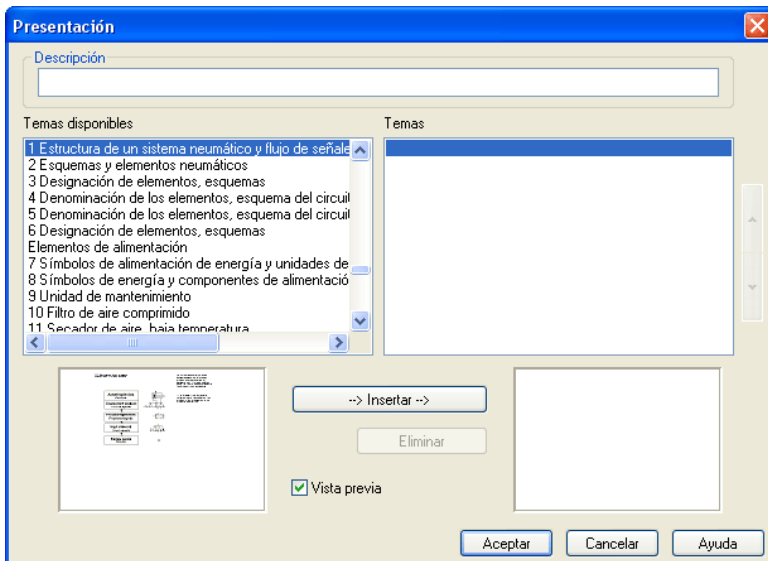 Presentación
Descripción
Temas disponibles
Temas
1 Estructura de un sistema neumático y flujo de señale
2 Esquemas y elementos neumáticos
3 Designación de elementos, esquemas
4 Denominación de los elementos, esquema del circuit
5 Denominación de los elementos, esquema del circuit
6 Designación de elementos, esquemas
Elementos de alimentación
7 Símbolos de alimentación de energía y unidades de
8 Símbolos de energía y componentes de alimentació
9 Unidad de mantenimiento
10 Filtro de aire comprimido
11 Secador de aire, baja temperatura
--> Insertar -->
Eliminar
Vista previa
Aceptar
Cancelar
Ayuda